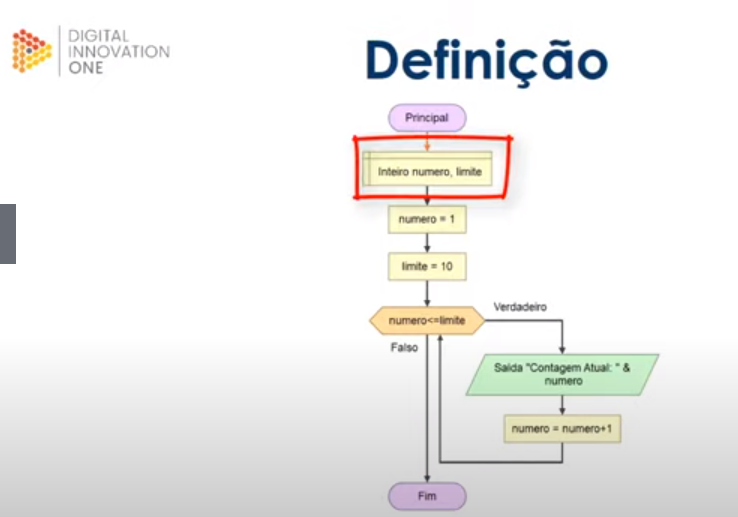 DIGITAL
INNOVATION
ONE
Definição
Principal
Inteiro numero, limite
numero = 1
limite = 10
numero<=limite
Verdadeiro
Falso
Saída "Contagem Atual: " &
numero
numero = numero+1
Fim